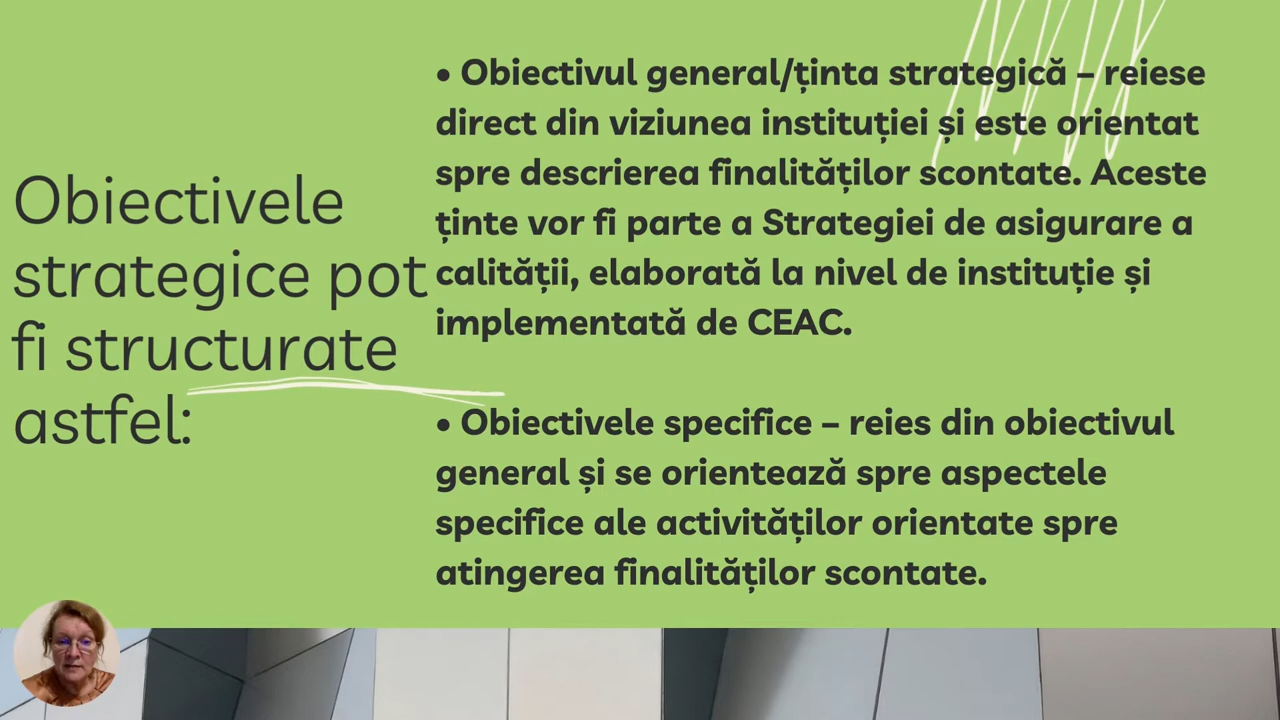 Obiectivele
strategice pot
fi structurate
astfel:
• Obiectivul general/ținta strategică – reiese
direct din viziunea instituției și este orientat
spre descrierea finalităților scontate. Aceste
ținte vor fi parte a Strategiei de asigurare a
calității, elaborată la nivel de instituție și
implementată de CEAC.
• Obiectivele specifice – reies din obiectivul
general și se orientează spre aspectele
specifice ale activităților orientate spre
atingerea finalităților scontate.